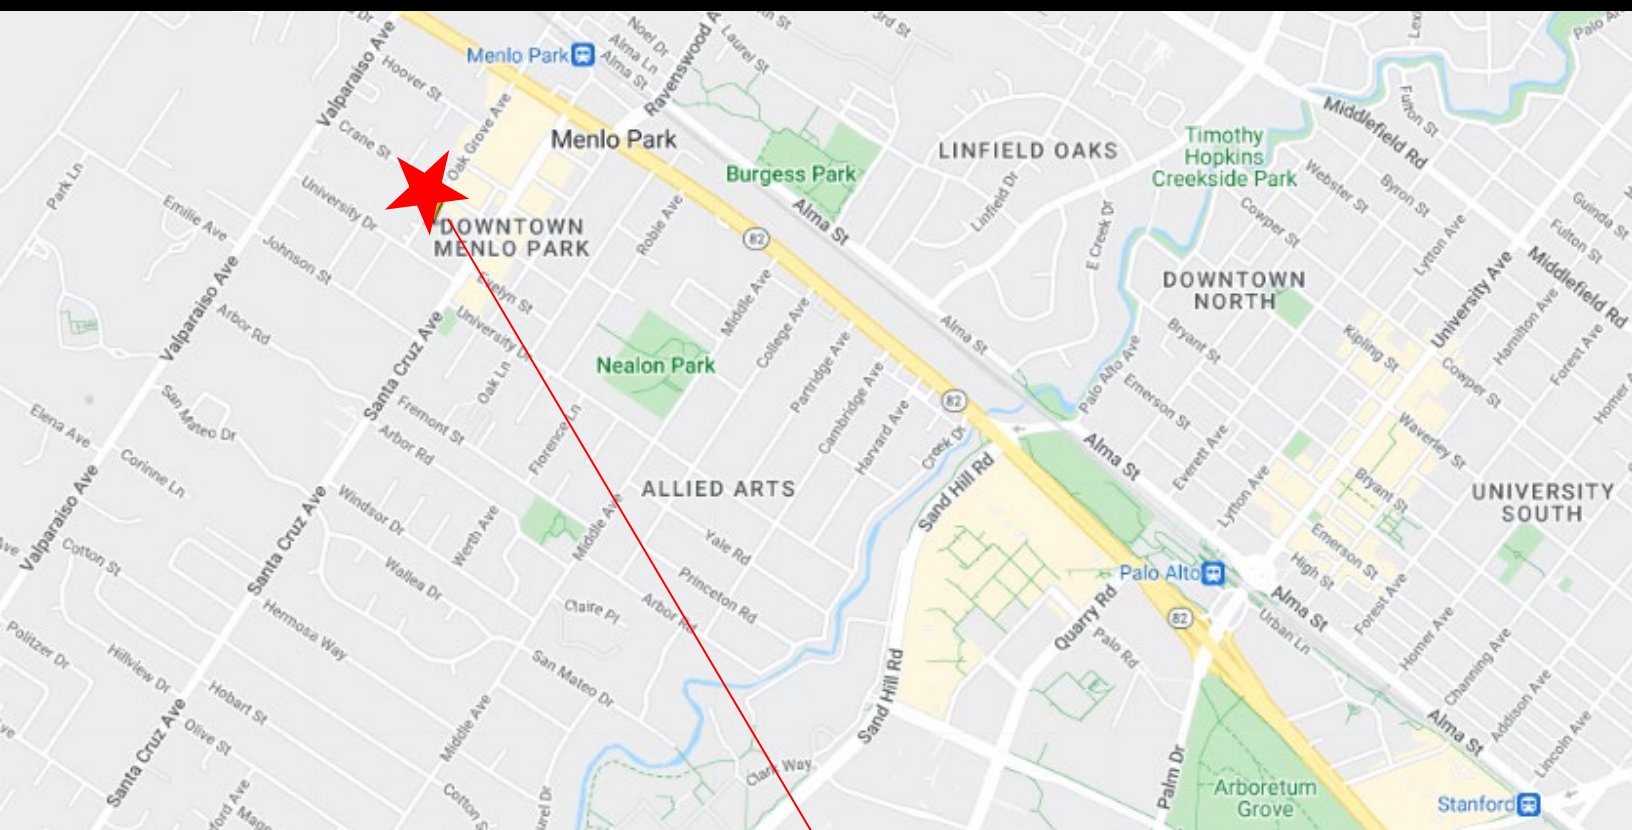 Dr
Noel Dr
Alma Ln
Alma St
Laurel St
3rd St
Menlo Park
Valparaiso Ave
Hoover St
Crane St
Oak Grove Ave
Menlo Park
Burgess Park
LINFIELD OAKS
Linfield Dr
Timothy
Hopkins
Creekside Park
Middlefield Rd
Fulton St
Webster St
Byron St
Guinda St
Fulton St
Middlefield Rd
Park Ln
University Dr
Emilie Ave
Johnson St
DOWNTOWN
MENLO PARK
Roble Ave
Alma St
82
E Creek Dr
Cowper St
Lytton Ave
DOWNTOWN
NORTH
University Ave
Hamilton Ave
Forest Ave
Valparaiso Ave
Arbor Rd
Santa Cruz Ave
Evelyn St
University Dr
Middle Ave
College Ave
Nealon Park
Partridge Ave
Cambridge Ave
Harvard Ave
Alma St
Palo Alto Ave
Bryant St
Emerson St
Kipling St
Cowper St
Waverley St
Homer A
Elena Ave
San Mateo Dr
Corinne Ln
Fremont St
Arbor Rd
Oak Ln
Florence Ln
82
Creek Dr
Sand Hill Rd
Alma St
Everett Ave
Lytton Ave
Bryant St
UNIVERSITY
SOUTH
ALLIED ARTS
Valparaiso Ave
Ave
Cotton St
Santa Cruz Ave
Windsor Dr
Wallea Dr
Werth Ave
Middle Ave
Yale Rd
Princeton Rd
Arbor Rd
Claire Pl
Palo Alto
82
Quarry Rd
Palo Rd
Emerson St
High St
Alma St
Forest Ave
Urban Ln
Homer Ave
Channing Ave
Addison Ave
Lincoln Ave
Politzer Dr
Hillview Dr
Hermosa Way
Hobart St
Olive St
Santa Cruz Ave
San Mateo Dr
Middle Ave
Sand Hill Rd
Clark Way
Palm Dr
Arboretum
Grove
Alma St
Stanford